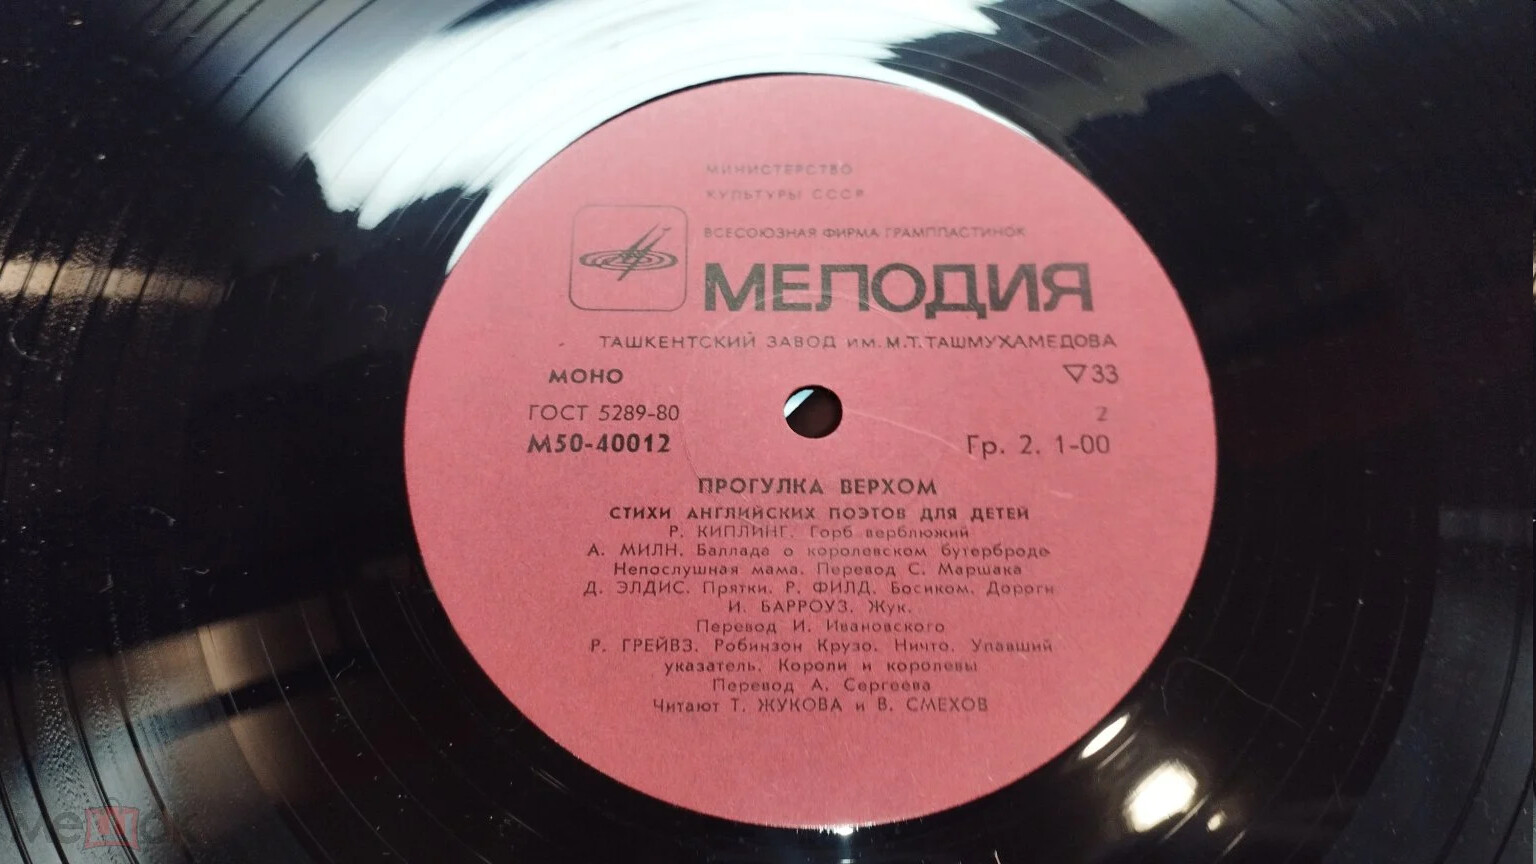 МИНИСТЕРСТВО
КУЛЬТУРЫ СССР
ВСЕСОЮЗНАЯ ФИРМА ГРАМПЛАСТИНОК
МЕЛОДИЯ
ТАШКЕНТСКИЙ ЗАВОД им. М.Т.ТАШМУХАМЕДОВА
МОНО ▽33
ГОСТ 5289-80 2
М50-40012 Гр. 2. 1-00
ПРОГУЛКА ВЕРХОМ
СТИХИ АНГЛИЙСКИХ ПОЭТОВ ДЛЯ ДЕТЕЙ
Р. КИПЛИНГ. Горб верблюжий
А. МИЛН. Баллада о королевском бутерброде
Непослушная мама. Перевод С. Маршака
Д. ЭЛДИС. Прятки. Р. ФИЛД. Босиком. Дороги
И. БАРРОУЗ. Жук.
Перевод И. Ивановского
Р. ГРЕЙВЗ. Робинзон Крузо. Ничто. Упавший
указатель. Короли и королевы
Перевод А. Сергеева
Читают Т. ЖУКОВА и В. СМЕХОВ